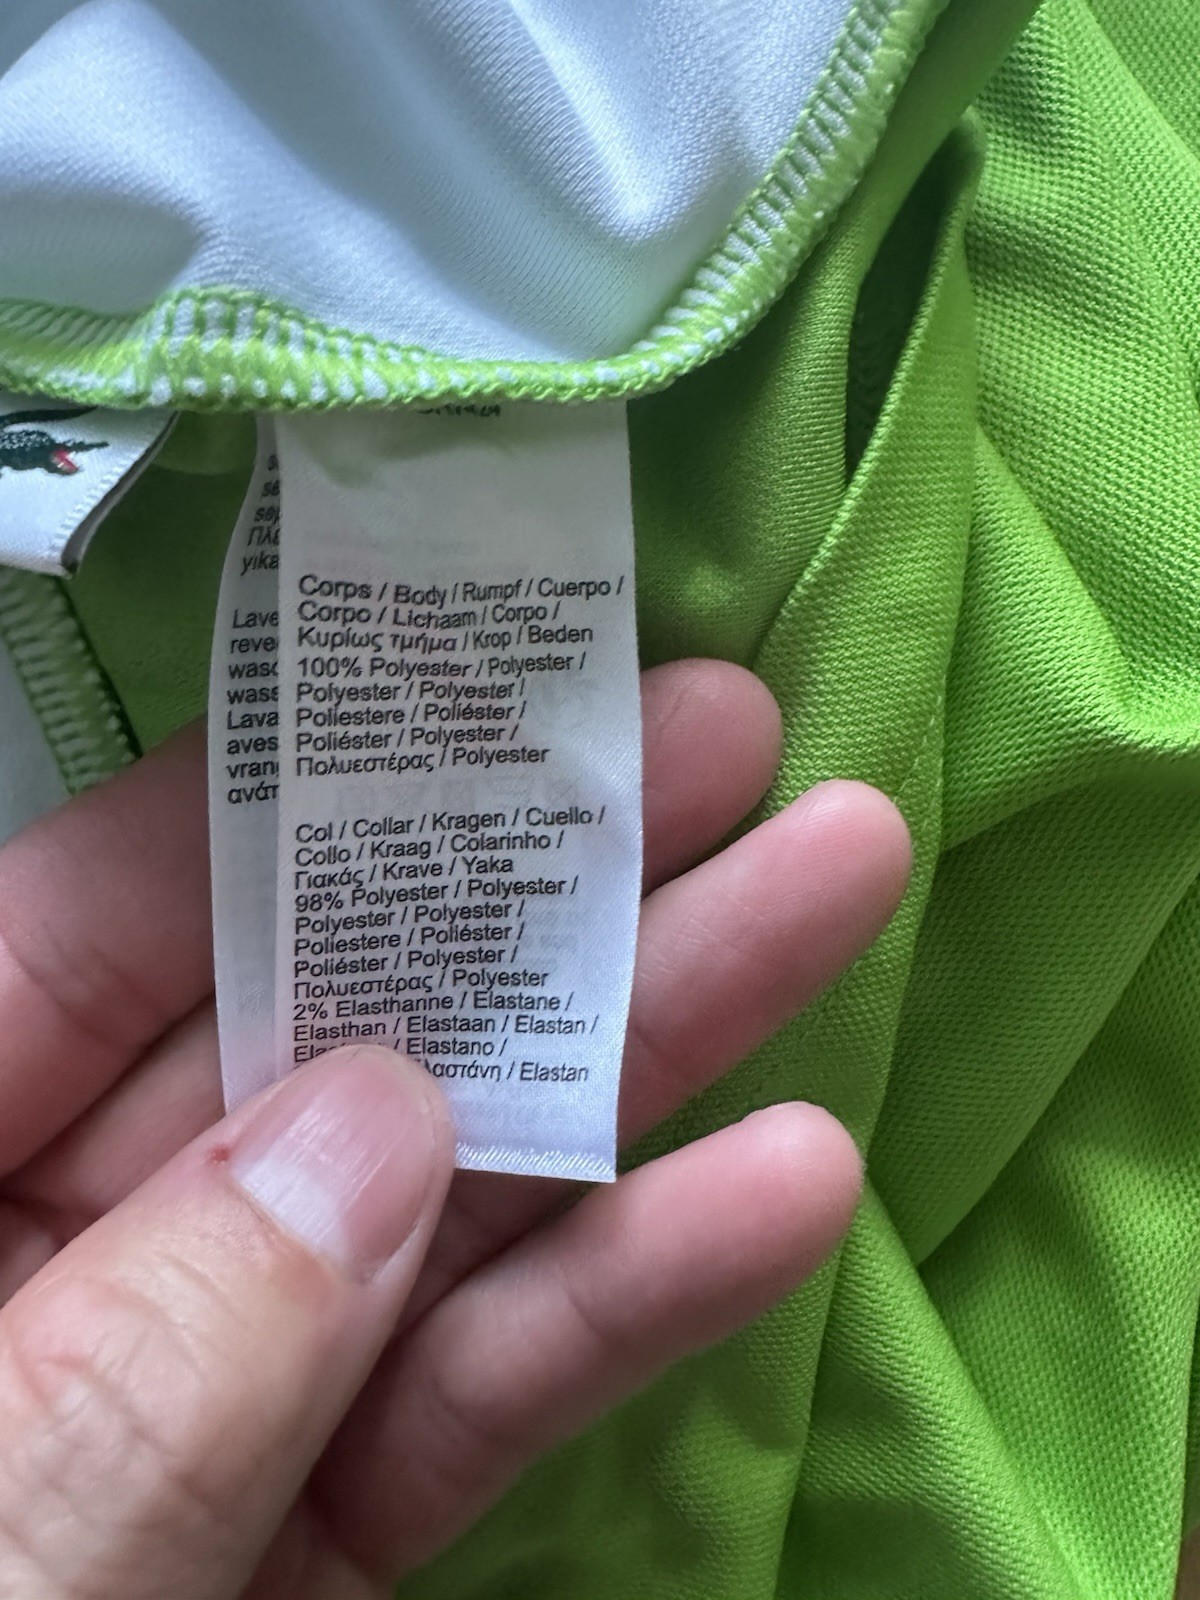 yika
Lave
reve
wasc
wass
Lava
aves
vran
ανάπ
Corps / Body / Rumpf / Cuerpo /
Corpo / Lichaam / Corpo /
Κυρίως τμήμα / Krop / Beden
100% Polyester / Polyester /
Polyester / Polyester /
Poliestere / Poliéster /
Poliéster / Polyester /
Πολυεστέρας / Polyester
Col / Collar / Kragen / Cuello /
Collo / Kraag / Colarinho /
Γιακάς / Krave / Yaka
98% Polyester / Polyester /
Polyester / Polyester /
Poliestere / Poliéster /
Poliéster / Polyester /
Πολυεστέρας / Polyester
2% Elasthanne / Elastane /
Elasthan / Elastaan / Elastan /
/ Elastano /
λαστάνη / Elastan